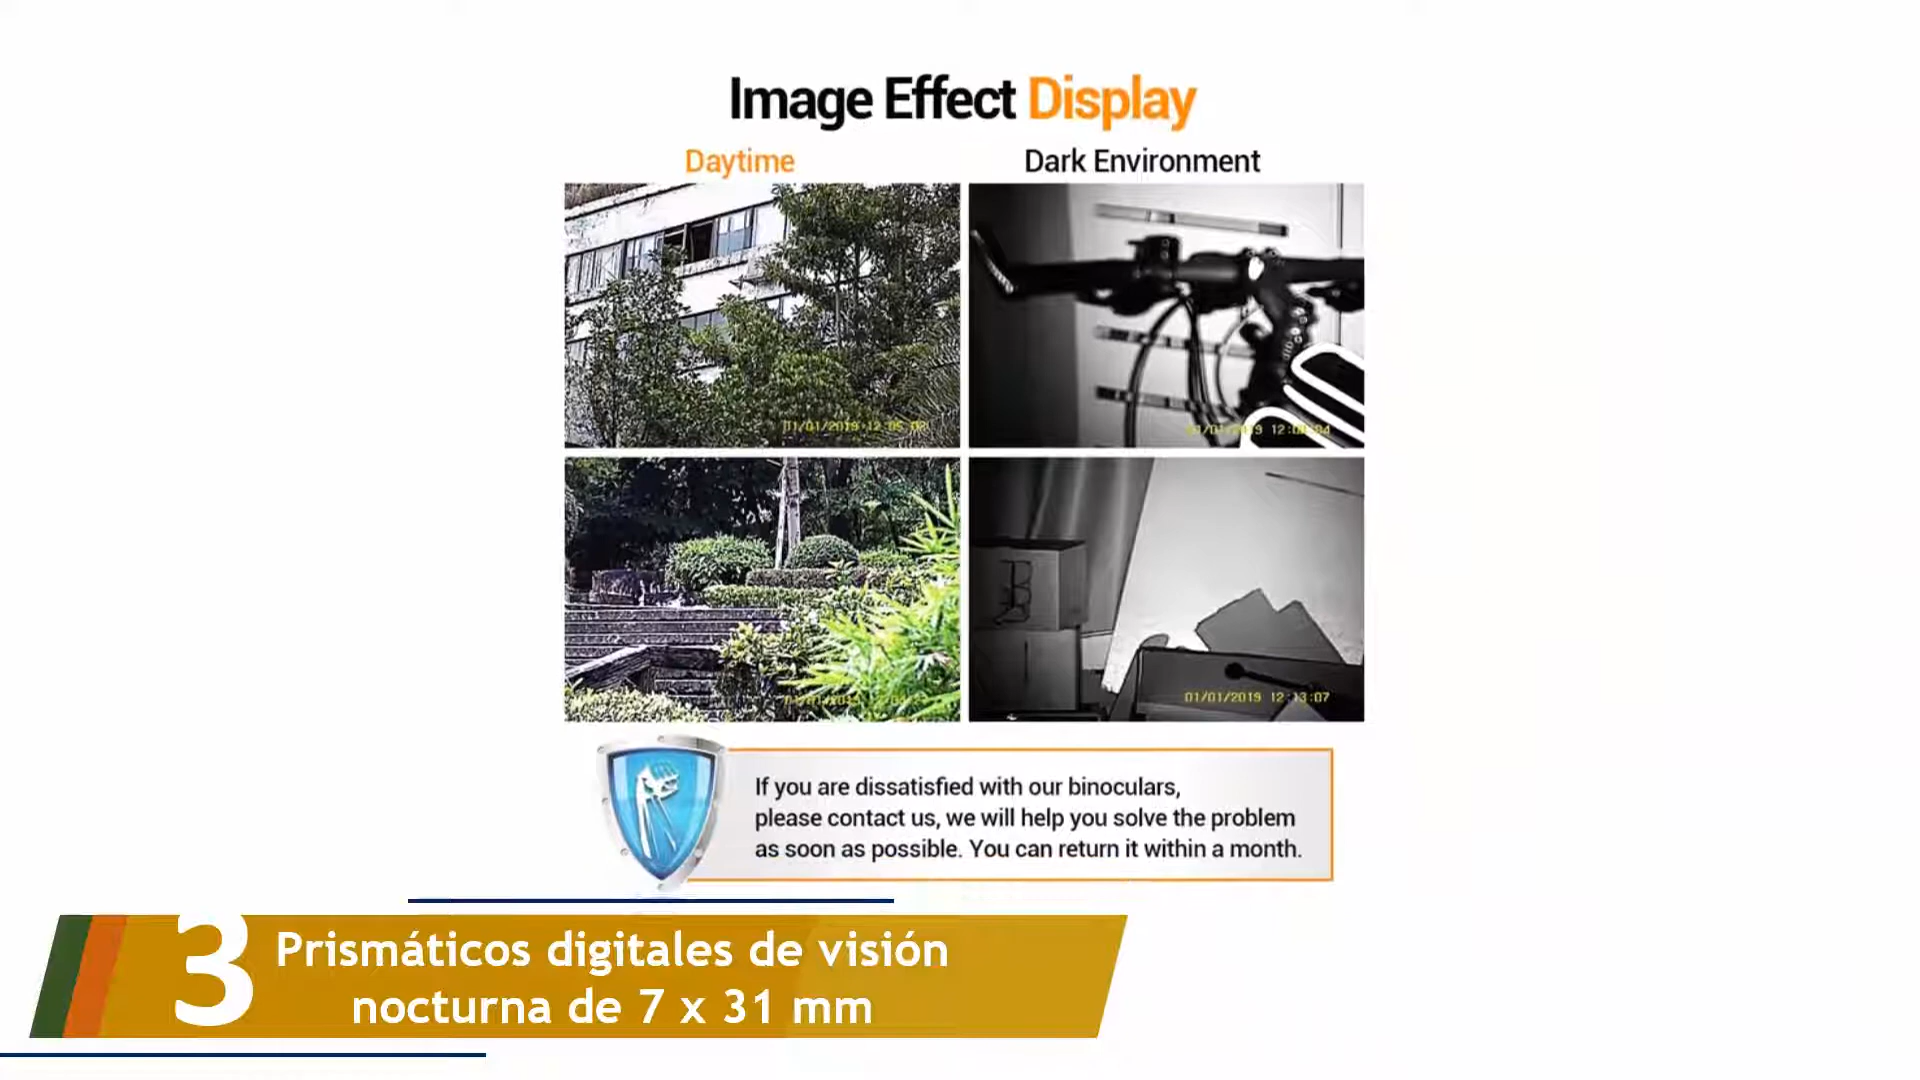 Image Effect Display
Daytime
Dark Environment
01/01/2019 12:13:07
If you are dissatisfied with our binoculars,
please contact us, we will help you solve the problem
as soon as possible. You can return it within a month.
3
Prismáticos digitales de visión
nocturna de 7 x 31 mm